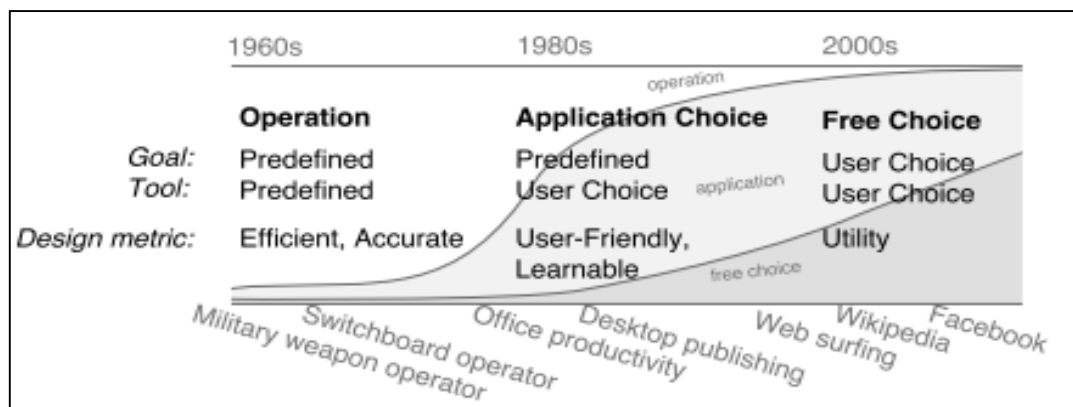 1960s 1980s 2000s
operation
Operation Application Choice Free Choice
Goal: Predefined Predefined User Choice
Tool: Predefined User Choice User Choice
application
Design metric: Efficient, Accurate User-Friendly, Utility
Learnable
free choice
Military weapon operator
Switchboard operator
Office productivity
Desktop publishing
Web surfing
Wikipedia
Facebook